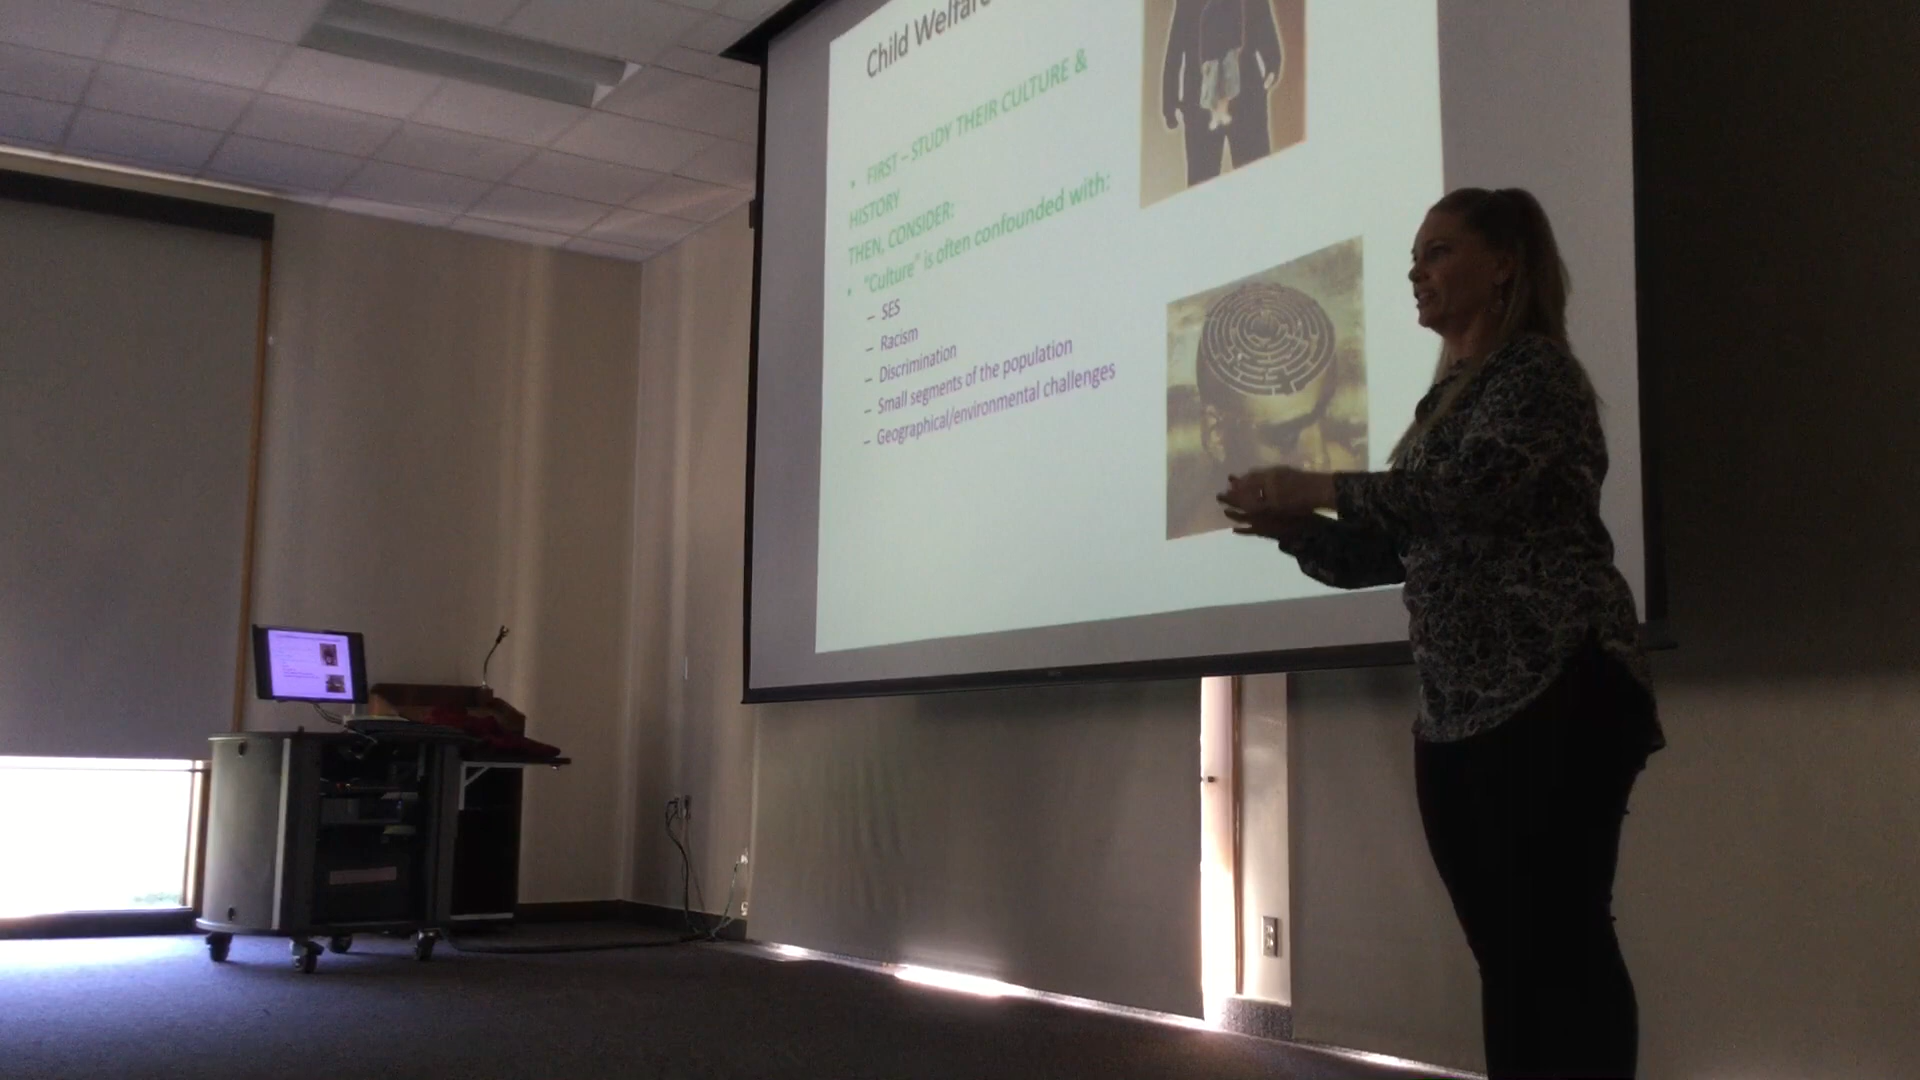 Child Welfare
• FIRST – STUDY THEIR CULTURE &
HISTORY
THEN, CONSIDER:
• "Culture" is often confounded with:
– SES
– Racism
– Discrimination
– Small segments of the population
– Geographical/environmental challenges